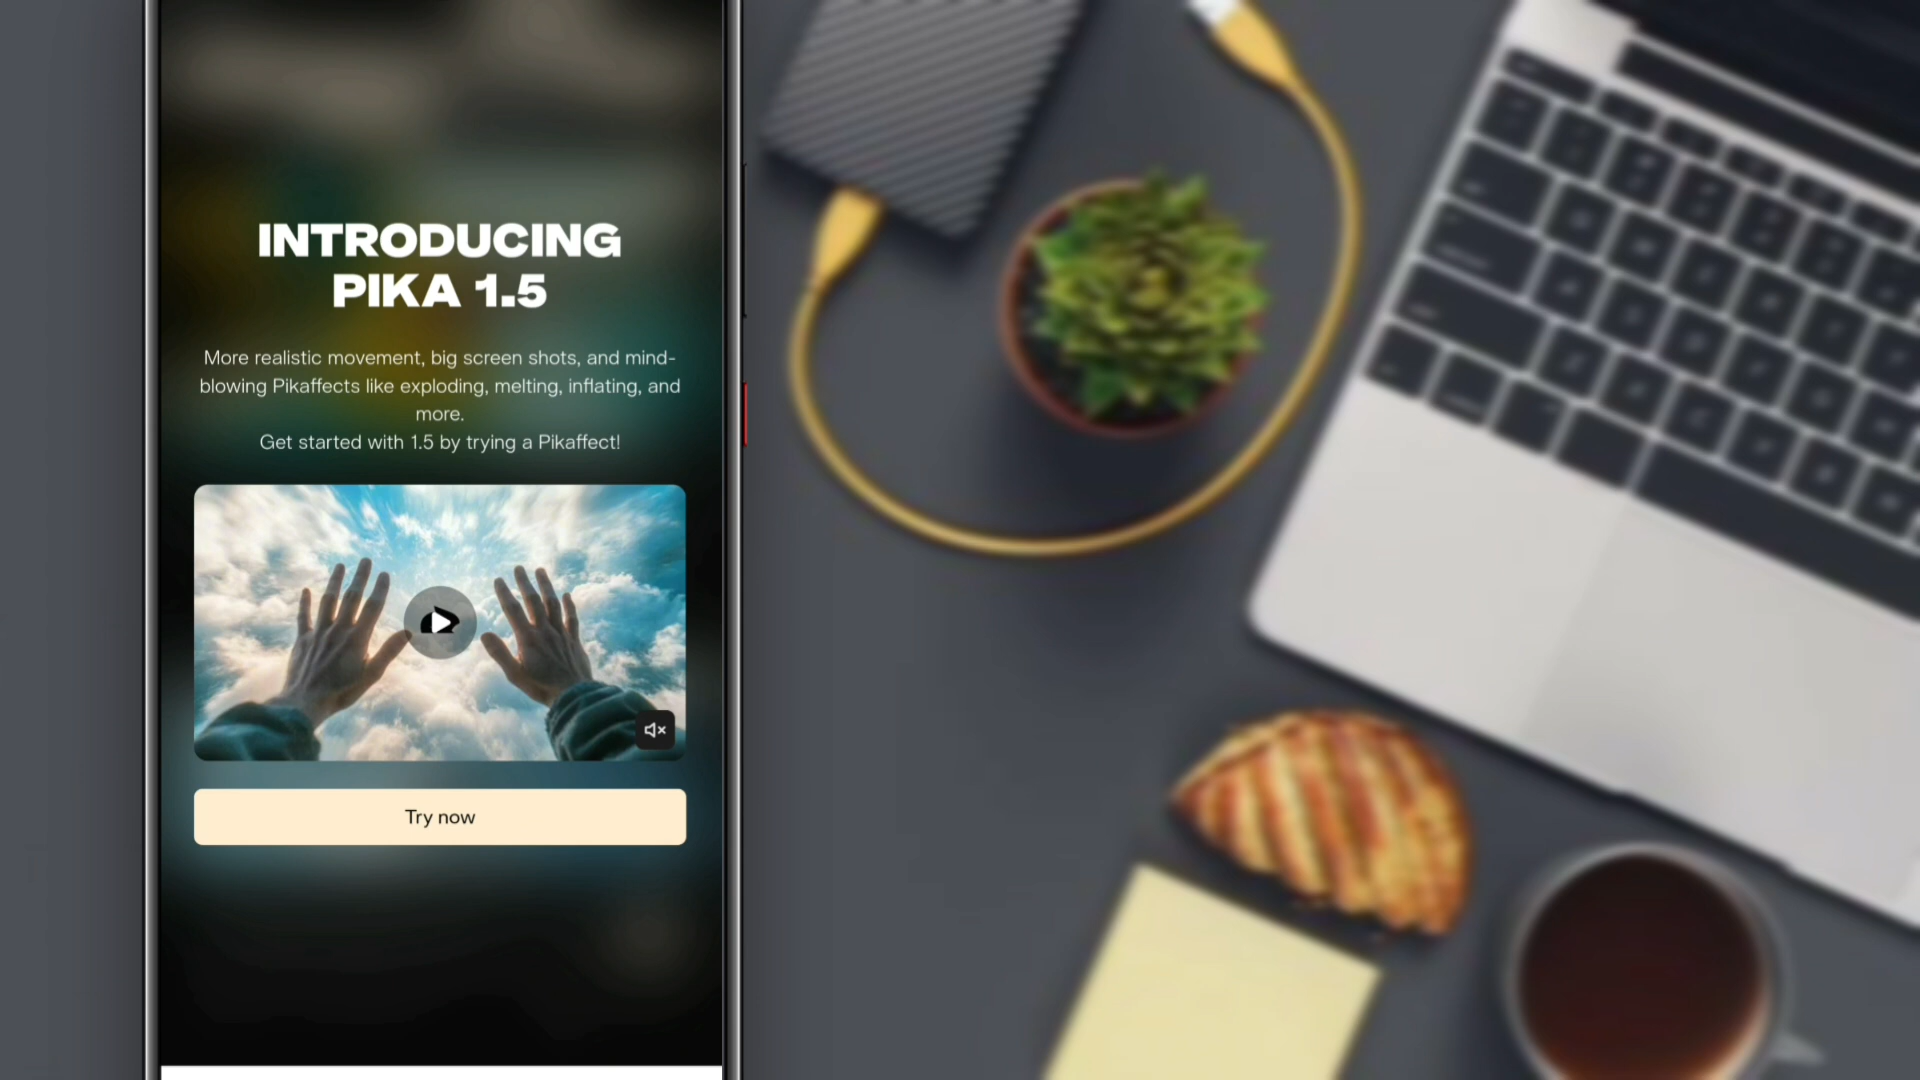 INTRODUCING
PIKA 1.5
More realistic movement, big screen shots, and mind-
blowing Pikaffects like exploding, melting, inflating, and
more.
Get started with 1.5 by trying a Pikaffect!
Try now